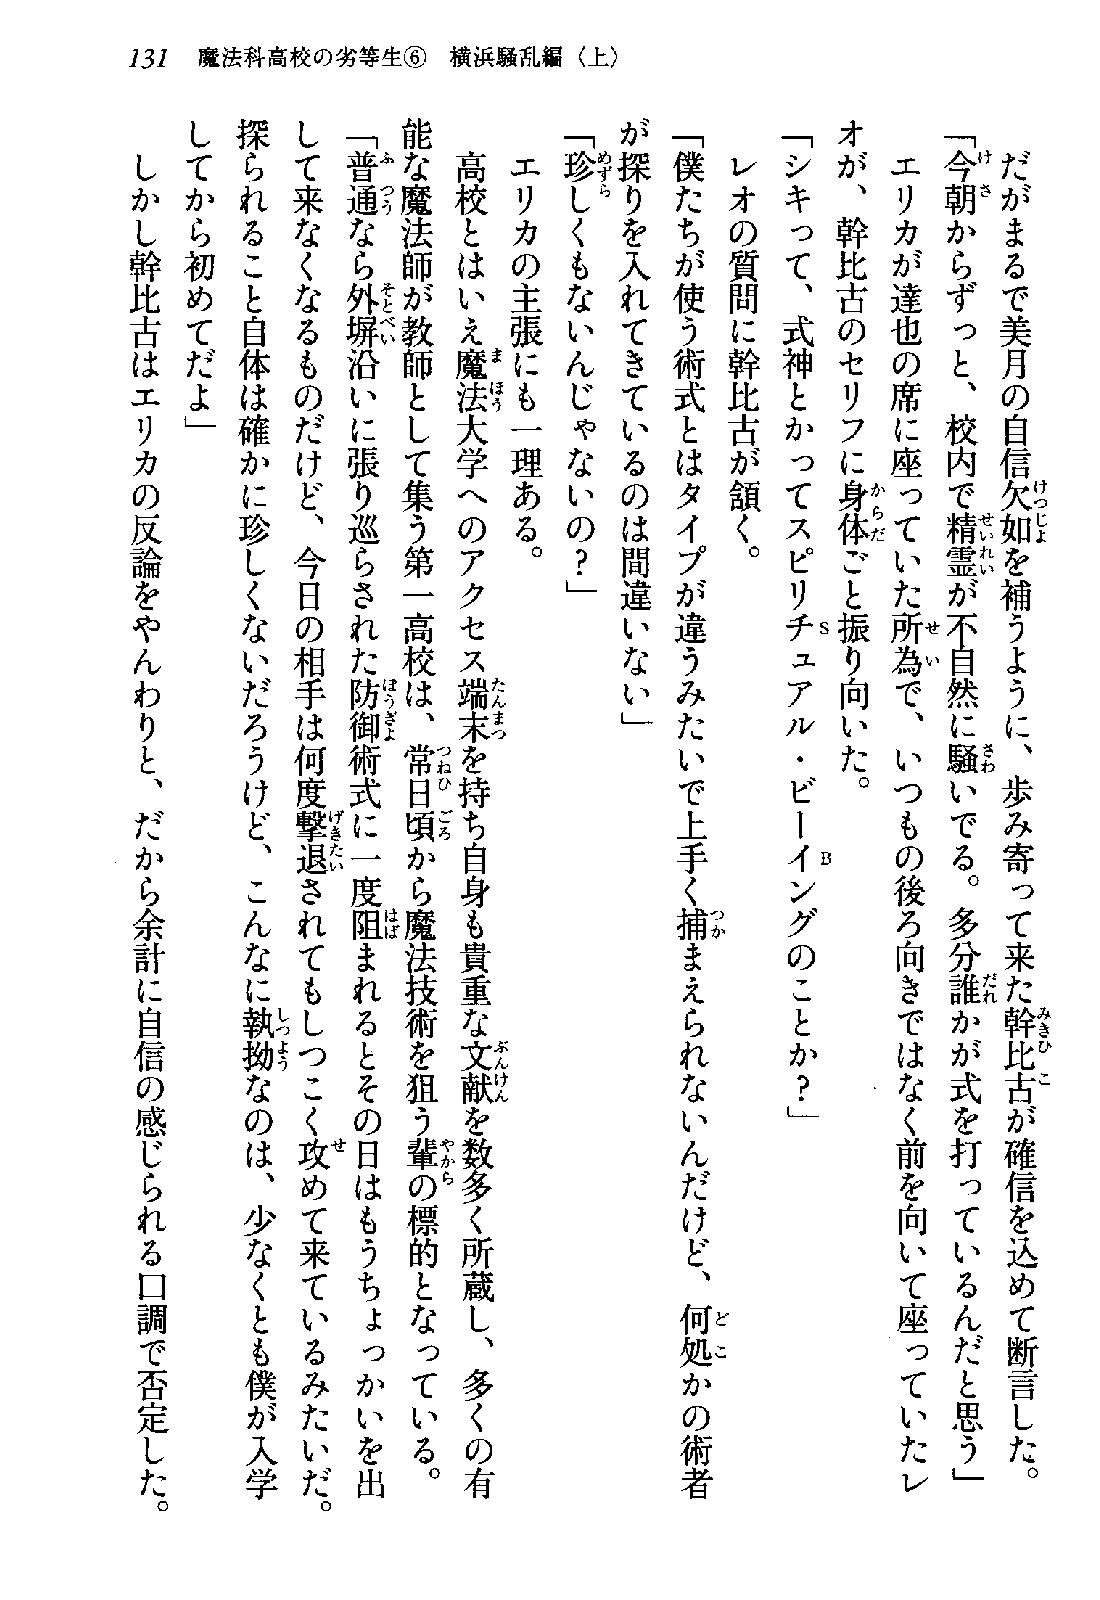 131　魔法科高校の劣等生⑥　横浜騒乱編〈上〉
　だがまるで美月の自信欠如を補うように、歩み寄って来た幹比古が確信を込めて断言した。
「今朝からずっと、校内で精霊が不自然に騒いでる。多分誰かが式を打っているんだと思う」
　エリカが達也の席に座っていた所為で、いつもの後ろ向きではなく前を向いて座っていたレ
オが、幹比古のセリフに身体ごと振り向いた。
「シキって、式神とかってスピリチュアル・ビーイングのことか？」
　レオの質問に幹比古が頷く。
「僕たちが使う術式とはタイプが違うみたいで上手く捕まえられないんだけど、何処かの術者
が探りを入れてきているのは間違いない」
「珍しくもないんじゃないの？」
　エリカの主張にも一理ある。
　高校とはいえ魔法大学へのアクセス端末を持ち自身も貴重な文献を数多く所蔵し、多くの有
能な魔法師が教師として集う第一高校は、常日頃から魔法技術を狙う輩の標的となっている。
「普通なら外塀沿いに張り巡らされた防御術式に一度阻まれるとその日はもうちょっかいを出
して来なくなるものだけど、今日の相手は何度撃退されてもしつこく攻めて来ているみたいだ。
探られること自体は確かに珍しくないだろうけど、こんなに執拗なのは、少なくとも僕が入学
してから初めてだよ」
　しかし幹比古はエリカの反論をやんわりと、だから余計に自信の感じられる口調で否定した。